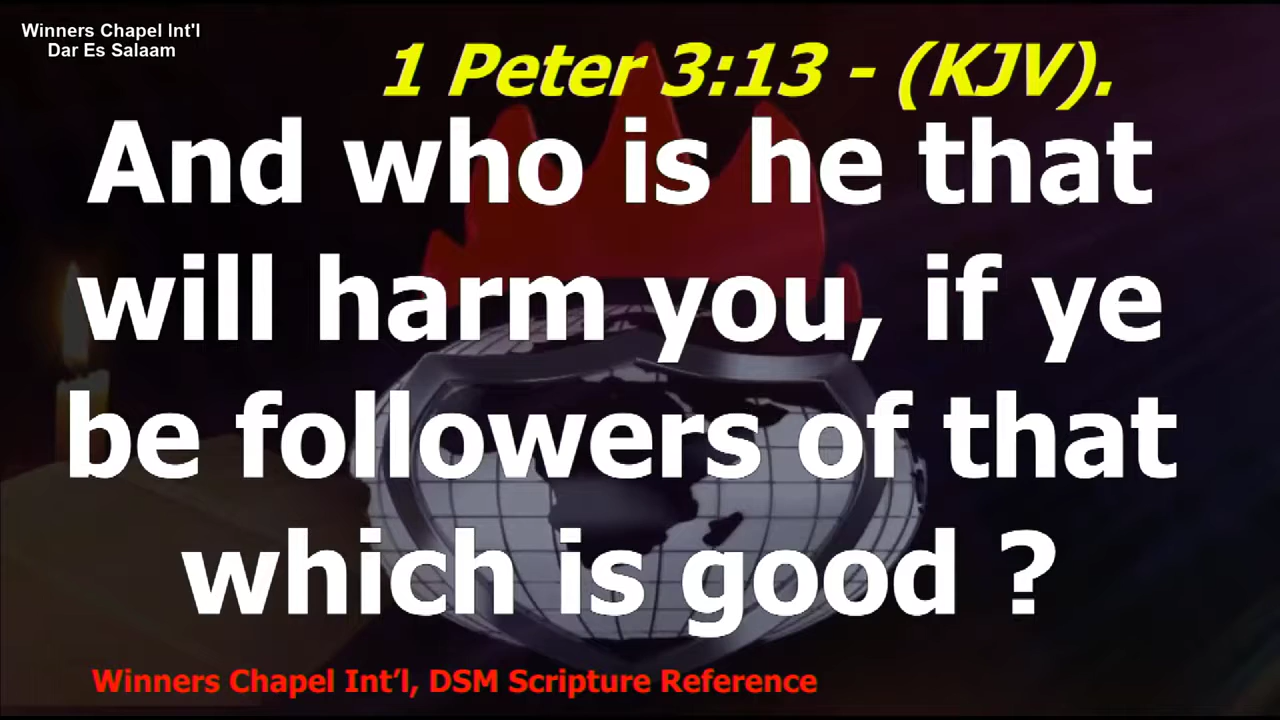 Winners Chapel Int'l
Dar Es Salaam
1 Peter 3:13 - (KJV).
And who is he that
will harm you, if ye
be followers of that
which is good ?
Winners Chapel Int’l, DSM Scripture Reference